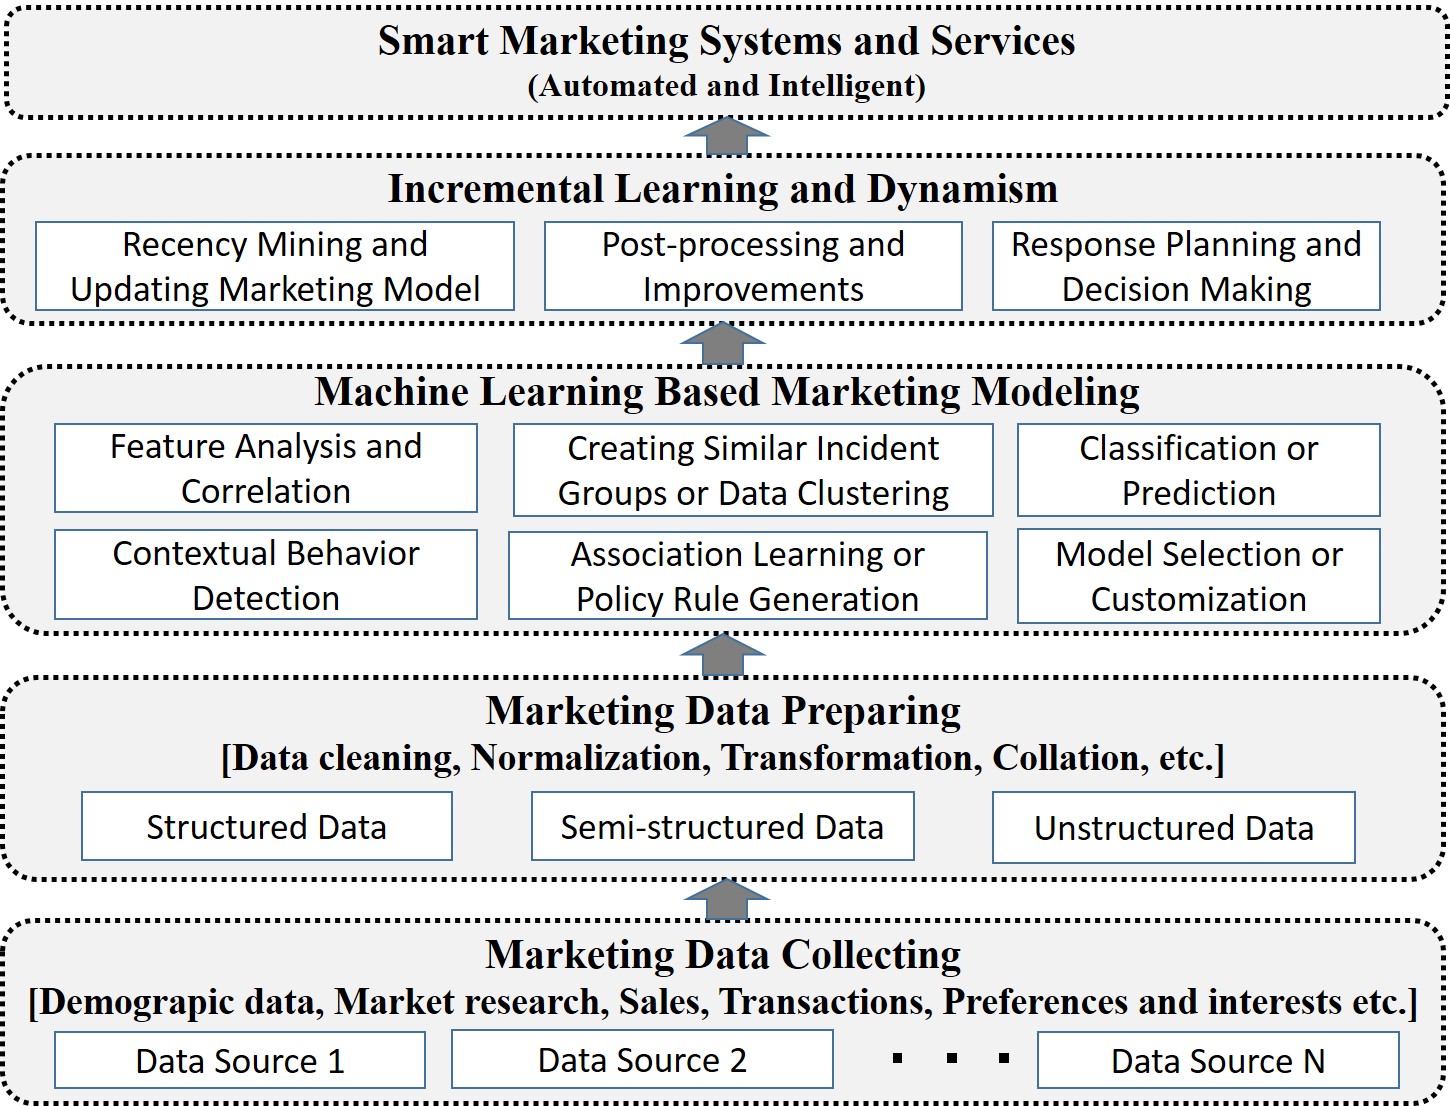 Smart Marketing Systems and Services
(Automated and Intelligent)
Incremental Learning and Dynamism
Recency Mining and
Updating Marketing Model
Post-processing and
Improvements
Response Planning and
Decision Making
Machine Learning Based Marketing Modeling
Feature Analysis and
Correlation
Creating Similar Incident
Groups or Data Clustering
Classification or
Prediction
Contextual Behavior
Detection
Association Learning or
Policy Rule Generation
Model Selection or
Customization
Marketing Data Preparing
[Data cleaning, Normalization, Transformation, Collation, etc.]
Structured Data
Semi-structured Data
Unstructured Data
Marketing Data Collecting
[Demograpic data, Market research, Sales, Transactions, Preferences and interests etc.]
Data Source 1
Data Source 2
. . .
Data Source N